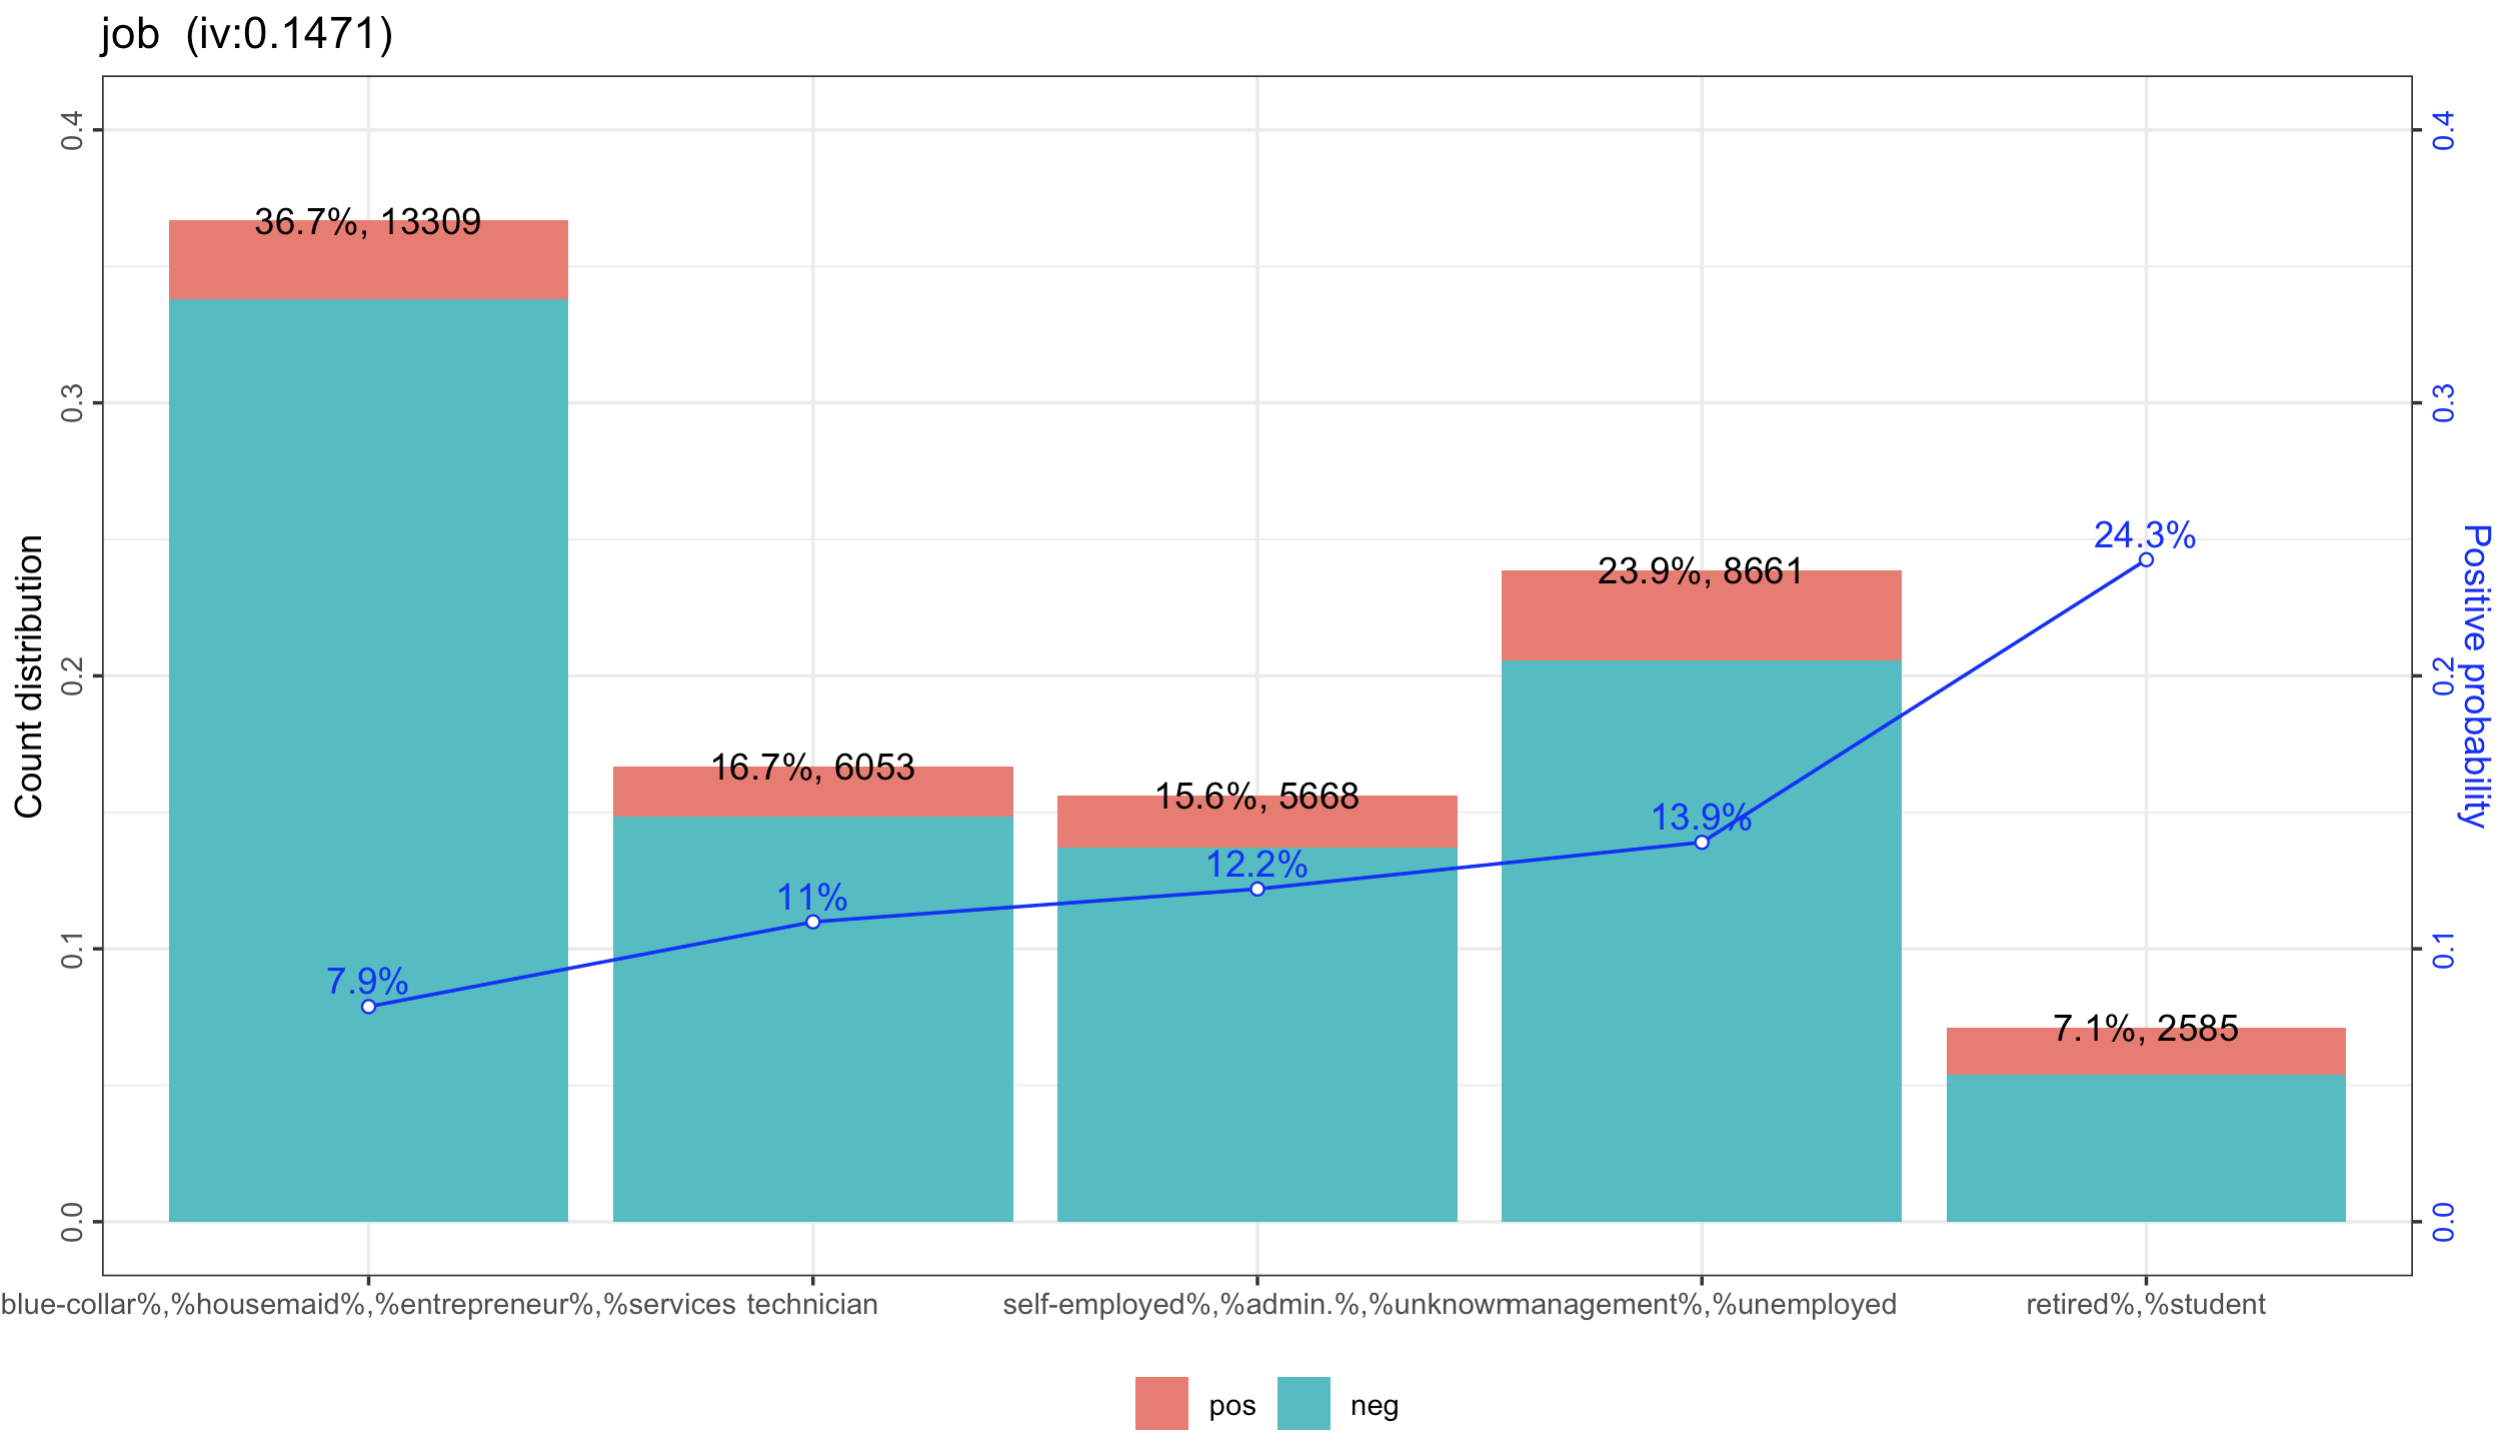 job (iv:0.1471)
0.4
0.3
0.2
0.1
0.0
Count distribution
0.4
0.3
0.2
0.1
0.0
Positive probability
36.7%, 13309
16.7%, 6053
15.6%, 5668
23.9%, 8661
7.1%, 2585
7.9%
11%
12.2%
13.9%
24.3%
blue-collar%,%housemaid%,%entrepreneur%,%services
technician
self-employed%,%admin.%,%unknown
management%,%unemployed
retired%,%student
pos
neg